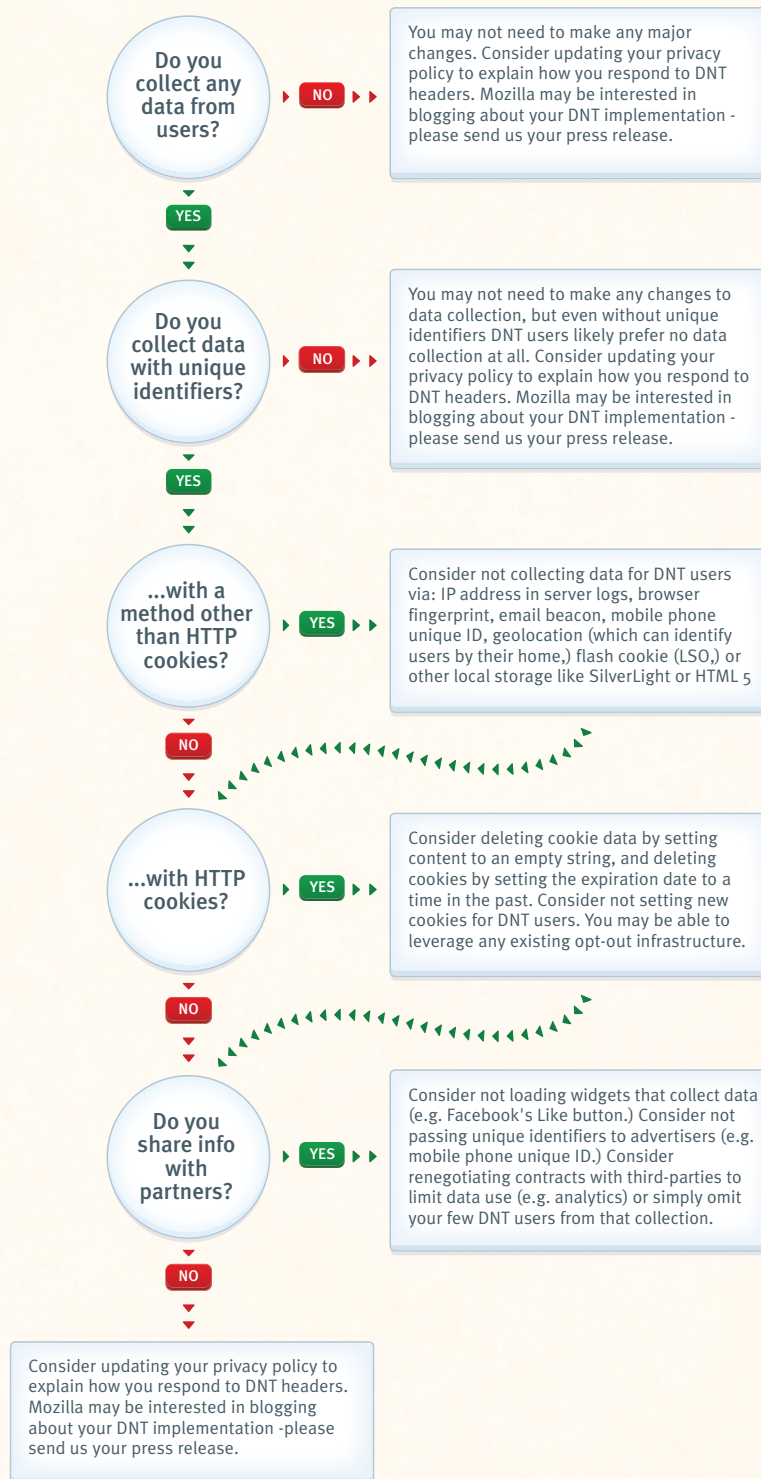 Do you
collect any
data from
users?
NO
You may not need to make any major
changes. Consider updating your privacy
policy to explain how you respond to DNT
headers. Mozilla may be interested in
blogging about your DNT implementation -
please send us your press release.
YES
Do you
collect data
with unique
identifiers?
NO
You may not need to make any changes to
data collection, but even without unique
identifiers DNT users likely prefer no data
collection at all. Consider updating your
privacy policy to explain how you respond to
DNT headers. Mozilla may be interested in
blogging about your DNT implementation -
please send us your press release.
YES
...with a
method other
than HTTP
cookies?
YES
Consider not collecting data for DNT users
via: IP address in server logs, browser
fingerprint, email beacon, mobile phone
unique ID, geolocation (which can identify
users by their home,) flash cookie (LSO,) or
other local storage like SilverLight or HTML 5
NO
...with HTTP
cookies?
YES
Consider deleting cookie data by setting
content to an empty string, and deleting
cookies by setting the expiration date to a
time in the past. Consider not setting new
cookies for DNT users. You may be able to
leverage any existing opt-out infrastructure.
NO
Do you
share info
with
partners?
YES
Consider not loading widgets that collect data
(e.g. Facebook's Like button.) Consider not
passing unique identifiers to advertisers (e.g.
mobile phone unique ID.) Consider
renegotiating contracts with third-parties to
limit data use (e.g. analytics) or simply omit
your few DNT users from that collection.
NO
Consider updating your privacy policy to
explain how you respond to DNT headers.
Mozilla may be interested in blogging
about your DNT implementation -please
send us your press release.